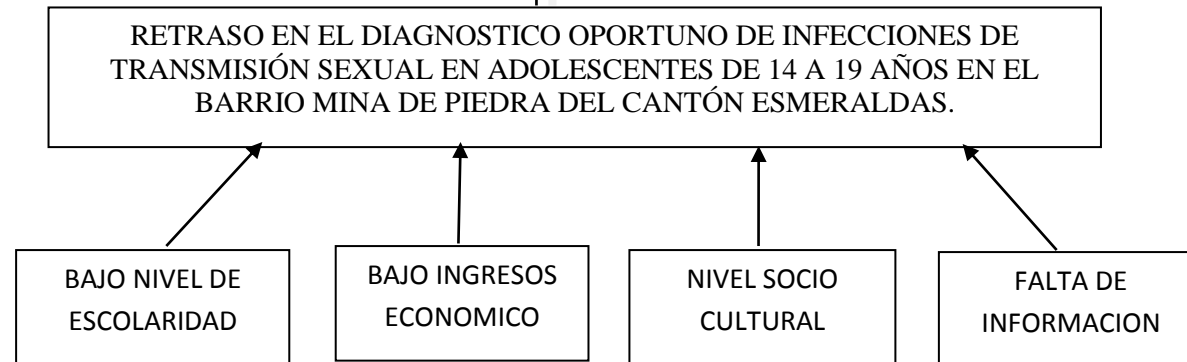 RETRASO EN EL DIAGNOSTICO OPORTUNO DE INFECCIONES DE
TRANSMISIÓN SEXUAL EN ADOLESCENTES DE 14 A 19 AÑOS EN EL
BARRIO MINA DE PIEDRA DEL CANTÓN ESMERALDAS.
BAJO NIVEL DE
ESCOLARIDAD
BAJO INGRESOS
ECONOMICO
NIVEL SOCIO
CULTURAL
FALTA DE
INFORMACION